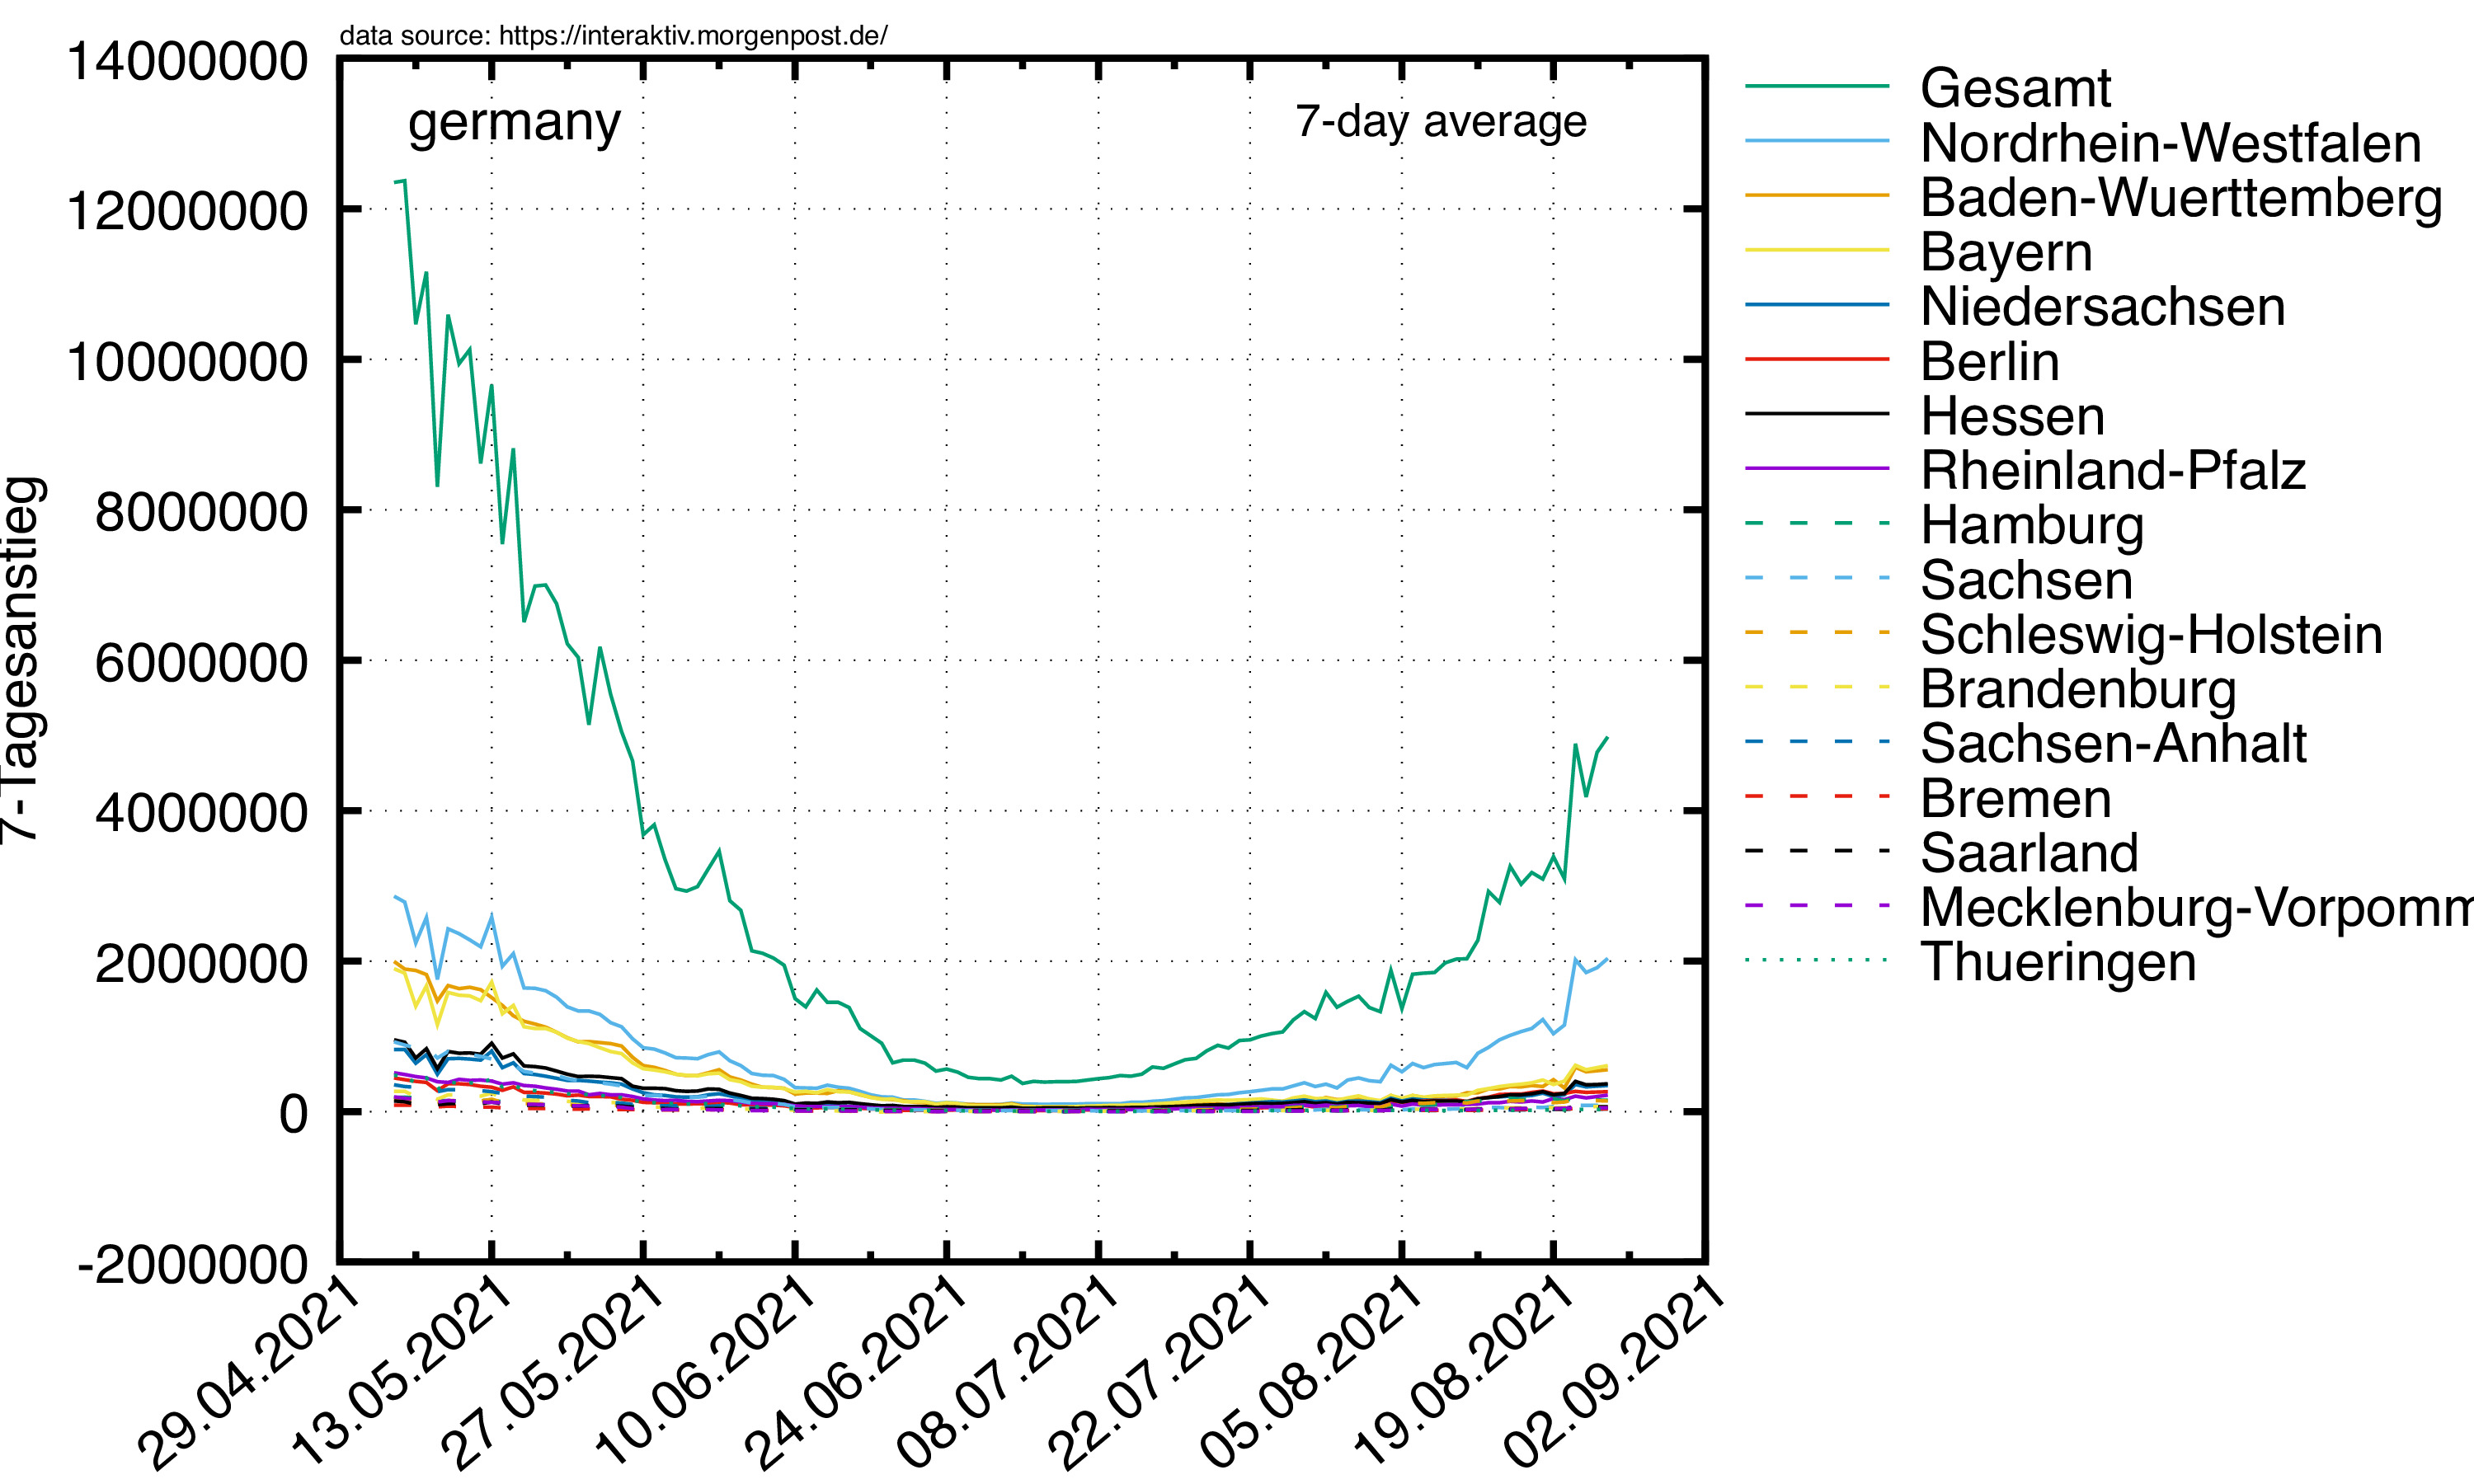 data source: https://interaktiv.morgenpost.de/
germany
7-day average
7-Tagesanstieg
14000000
12000000
10000000
8000000
6000000
4000000
2000000
0
-2000000
29.04.2021
13.05.2021
27.05.2021
10.06.2021
24.06.2021
08.07.2021
22.07.2021
05.08.2021
19.08.2021
02.09.2021
Gesamt
Nordrhein-Westfalen
Baden-Wuerttemberg
Bayern
Niedersachsen
Berlin
Hessen
Rheinland-Pfalz
Hamburg
Sachsen
Schleswig-Holstein
Brandenburg
Sachsen-Anhalt
Bremen
Saarland
Mecklenburg-Vorpomm
Thueringen